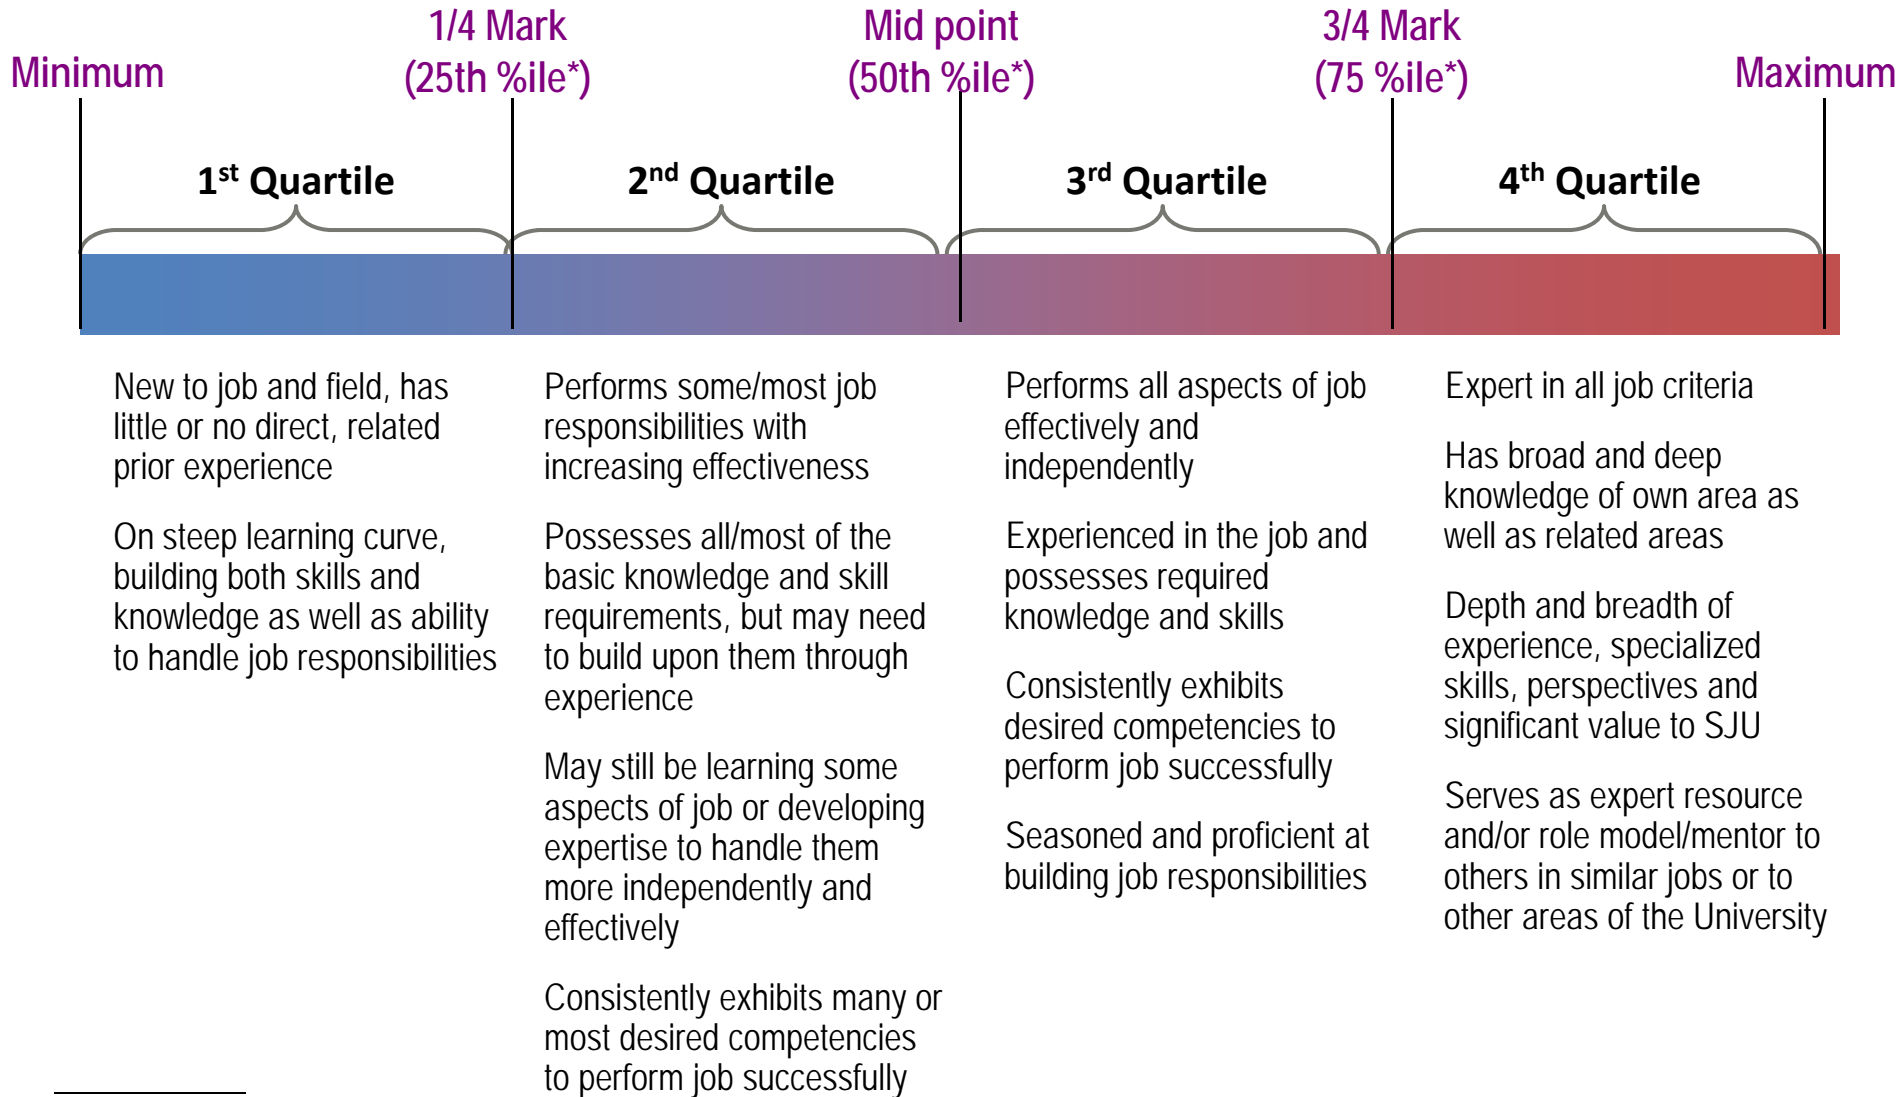 Minimum
1/4 Mark
(25th %ile*)
Mid point
(50th %ile*)
3/4 Mark
(75 %ile*)
Maximum
1st Quartile
2nd Quartile
3rd Quartile
4th Quartile
New to job and field, has
little or no direct, related
prior experience
On steep learning curve,
building both skills and
knowledge as well as ability
to handle job responsibilities
Performs some/most job
responsibilities with
increasing effectiveness
Possesses all/most of the
basic knowledge and skill
requirements, but may need
to build upon them through
experience
May still be learning some
aspects of job or developing
expertise to handle them
more independently and
effectively
Consistently exhibits many or
most desired competencies
to perform job successfully
Performs all aspects of job
effectively and
independently
Experienced in the job and
possesses required
knowledge and skills
Consistently exhibits
desired competencies to
perform job successfully
Seasoned and proficient at
building job responsibilities
Expert in all job criteria
Has broad and deep
knowledge of own area as
well as related areas
Depth and breadth of
experience, specialized
skills, perspectives and
significant value to SJU
Serves as expert resource
and/or role model/mentor to
others in similar jobs or to
other areas of the University